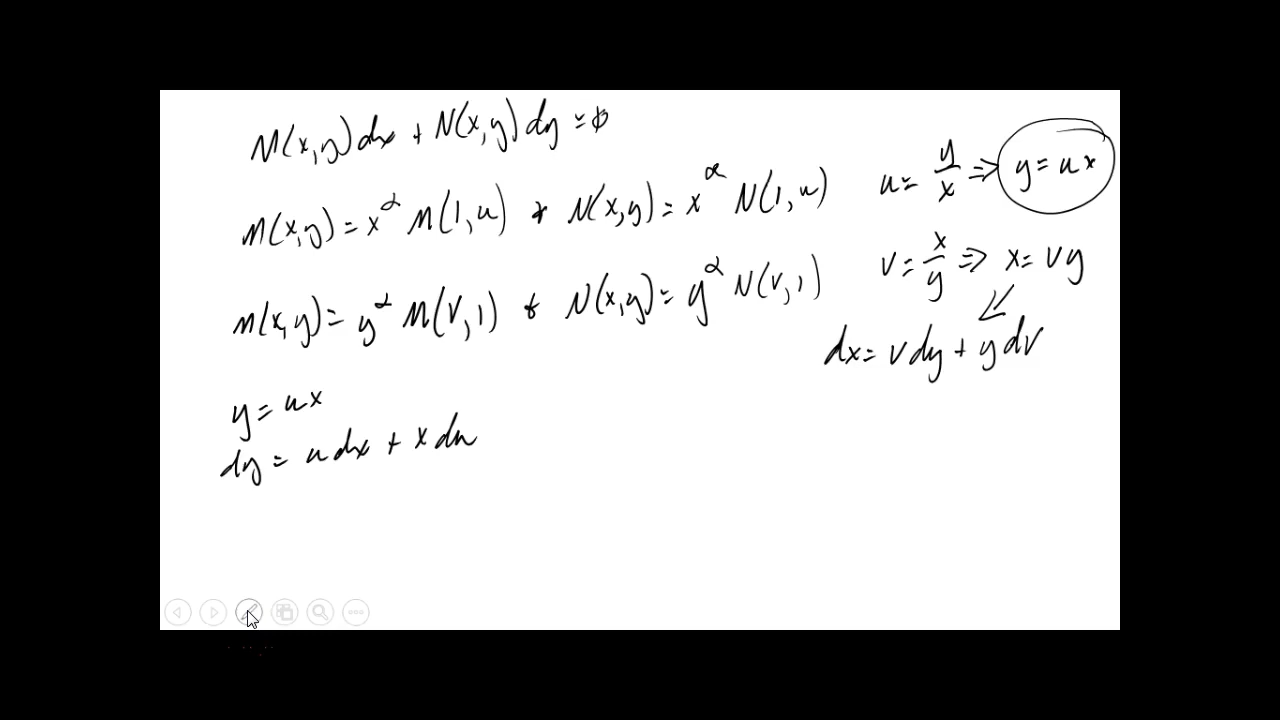 M(x,y)dx + N(x,y)dy = 0
M(x,y) = x^α M(1,u) & N(x,y) = x^α N(1,u)
u = y/x ⇒ y = ux
M(x,y) = y^α M(v,1) & N(x,y) = y^α N(v,1)
v = x/y ⇒ x = vy
dx = v dy + y dv
y = ux
dy = u dx + x du